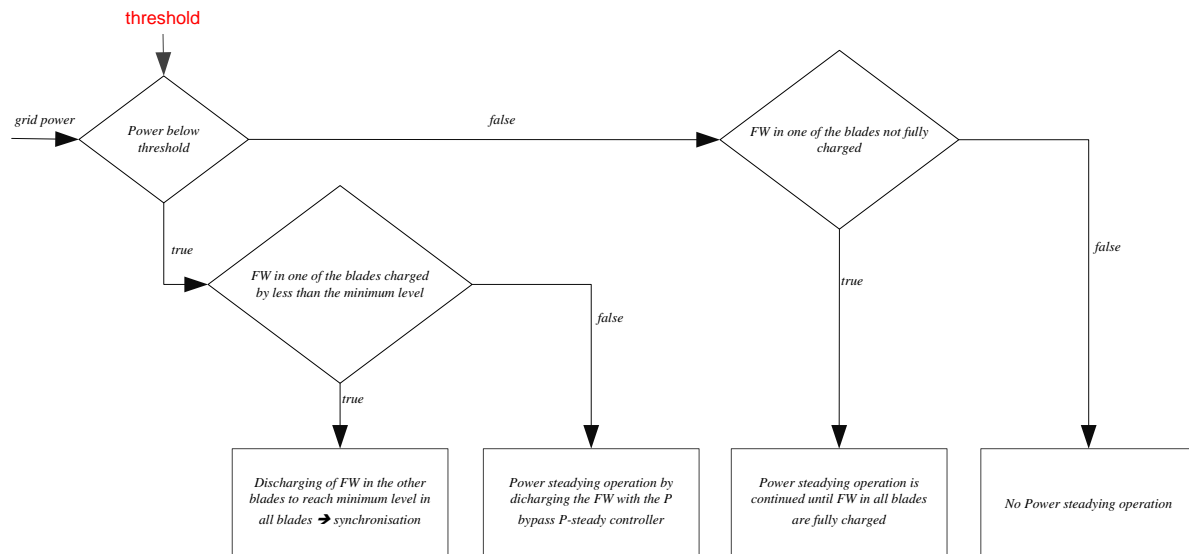 threshold
grid power
Power below
threshold
false
FW in one of the blades not fully
charged
true
false
FW in one of the blades charged
by less than the minimum level
true
false
true
Discharging of FW in the other
blades to reach minimum level in
all blades ➔ synchronisation
Power steadying operation by
dicharging the FW with the P
bypass P-steady controller
Power steadying operation is
continued until FW in all blades
are fully charged
No Power steadying operation